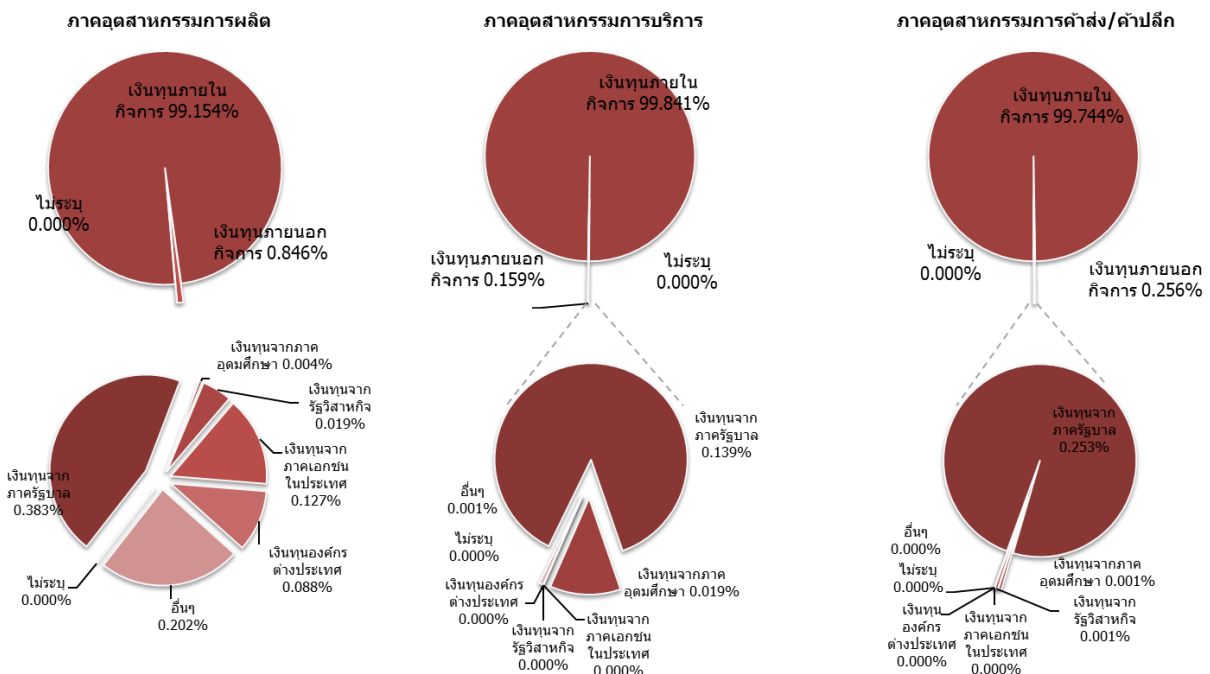 ภาคอุตสาหกรรมการผลิต
เงินทุนภายใน
กิจการ 99.154%
ไม่ระบุ
0.000%
เงินทุนภายนอก
กิจการ 0.846%
เงินทุนจากภาค
อุดมศึกษา 0.004%
เงินทุนจาก
รัฐวิสาหกิจ
0.019%
เงินทุนจาก
ภาคเอกชน
ในประเทศ
0.127%
เงินทุนองค์กร
ต่างประเทศ
0.088%
อื่นๆ
0.202%
ไม่ระบุ
0.000%
เงินทุนจาก
ภาครัฐบาล
0.383%
ภาคอุตสาหกรรมการบริการ
เงินทุนภายใน
กิจการ 99.841%
เงินทุนภายนอก
กิจการ 0.159%
ไม่ระบุ
0.000%
เงินทุนจาก
ภาครัฐบาล
0.139%
อื่นๆ
0.001%
ไม่ระบุ
0.000%
เงินทุนองค์กร
ต่างประเทศ
0.000%
เงินทุนจาก
รัฐวิสาหกิจ
0.000%
เงินทุนจาก
ภาคเอกชน
ในประเทศ
0.000%
เงินทุนจากภาค
อุดมศึกษา 0.019%
ภาคอุตสาหกรรมการค้าส่ง/ค้าปลีก
เงินทุนภายใน
กิจการ 99.744%
ไม่ระบุ
0.000%
เงินทุนภายนอก
กิจการ 0.256%
เงินทุนจาก
ภาครัฐบาล
0.253%
อื่นๆ
0.000%
ไม่ระบุ
0.000%
เงินทุน
องค์กร
ต่างประเทศ
0.000%
เงินทุนจาก
ภาคเอกชน
ในประเทศ
0.000%
เงินทุนจากภาค
อุดมศึกษา 0.001%
เงินทุนจาก
รัฐวิสาหกิจ
0.001%